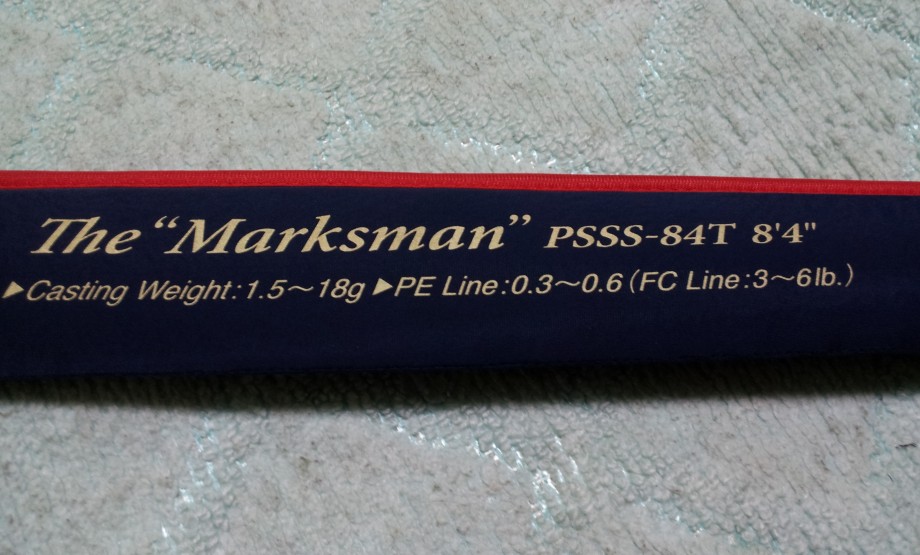 The “Marksman” PSSS-84T 8'4"
▶Casting Weight:1.5～18g ▶PE Line:0.3～0.6(FC Line:3～6lb.)